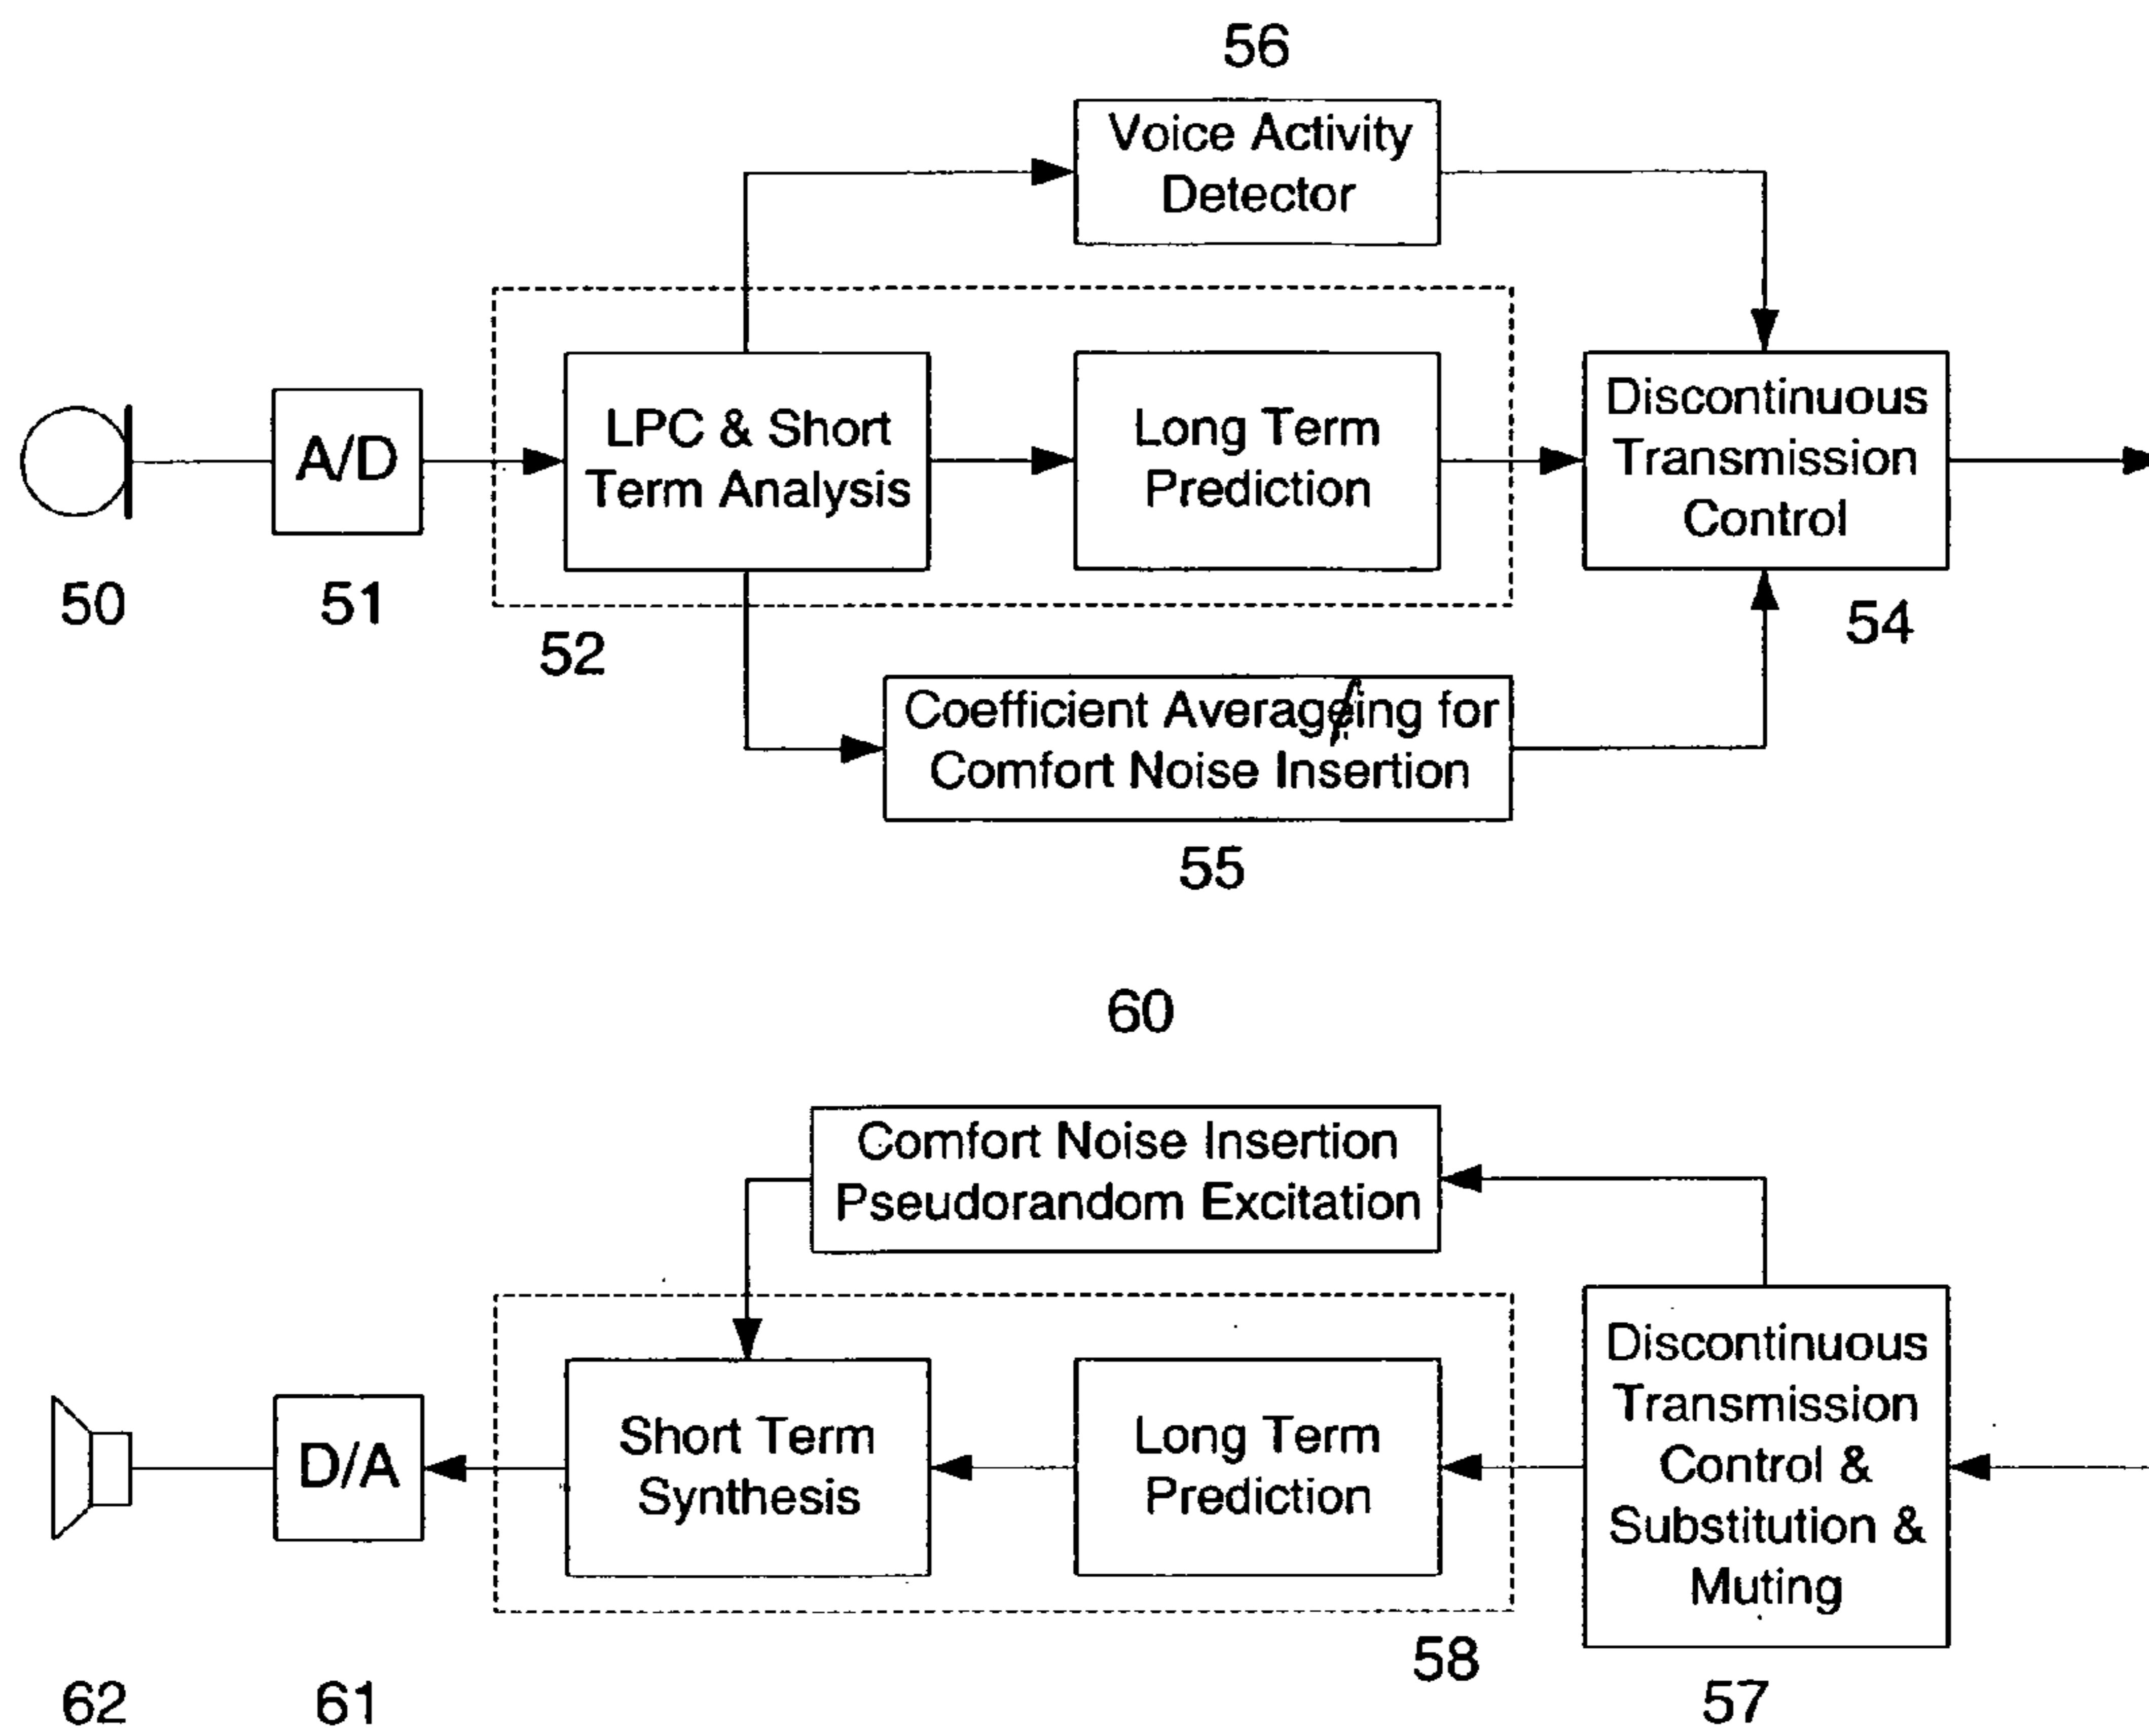 56
Voice Activity
Detector
A/D
LPC & Short
Term Analysis
Long Term
Prediction
Discontinuous
Transmission
Control
50
51
52
54
Coefficient Averageing for
Comfort Noise Insertion
55
60
Comfort Noise Insertion
Pseudorandom Excitation
D/A
Short Term
Synthesis
Long Term
Prediction
Discontinuous
Transmission
Control &
Substitution &
Muting
58
62
61
57